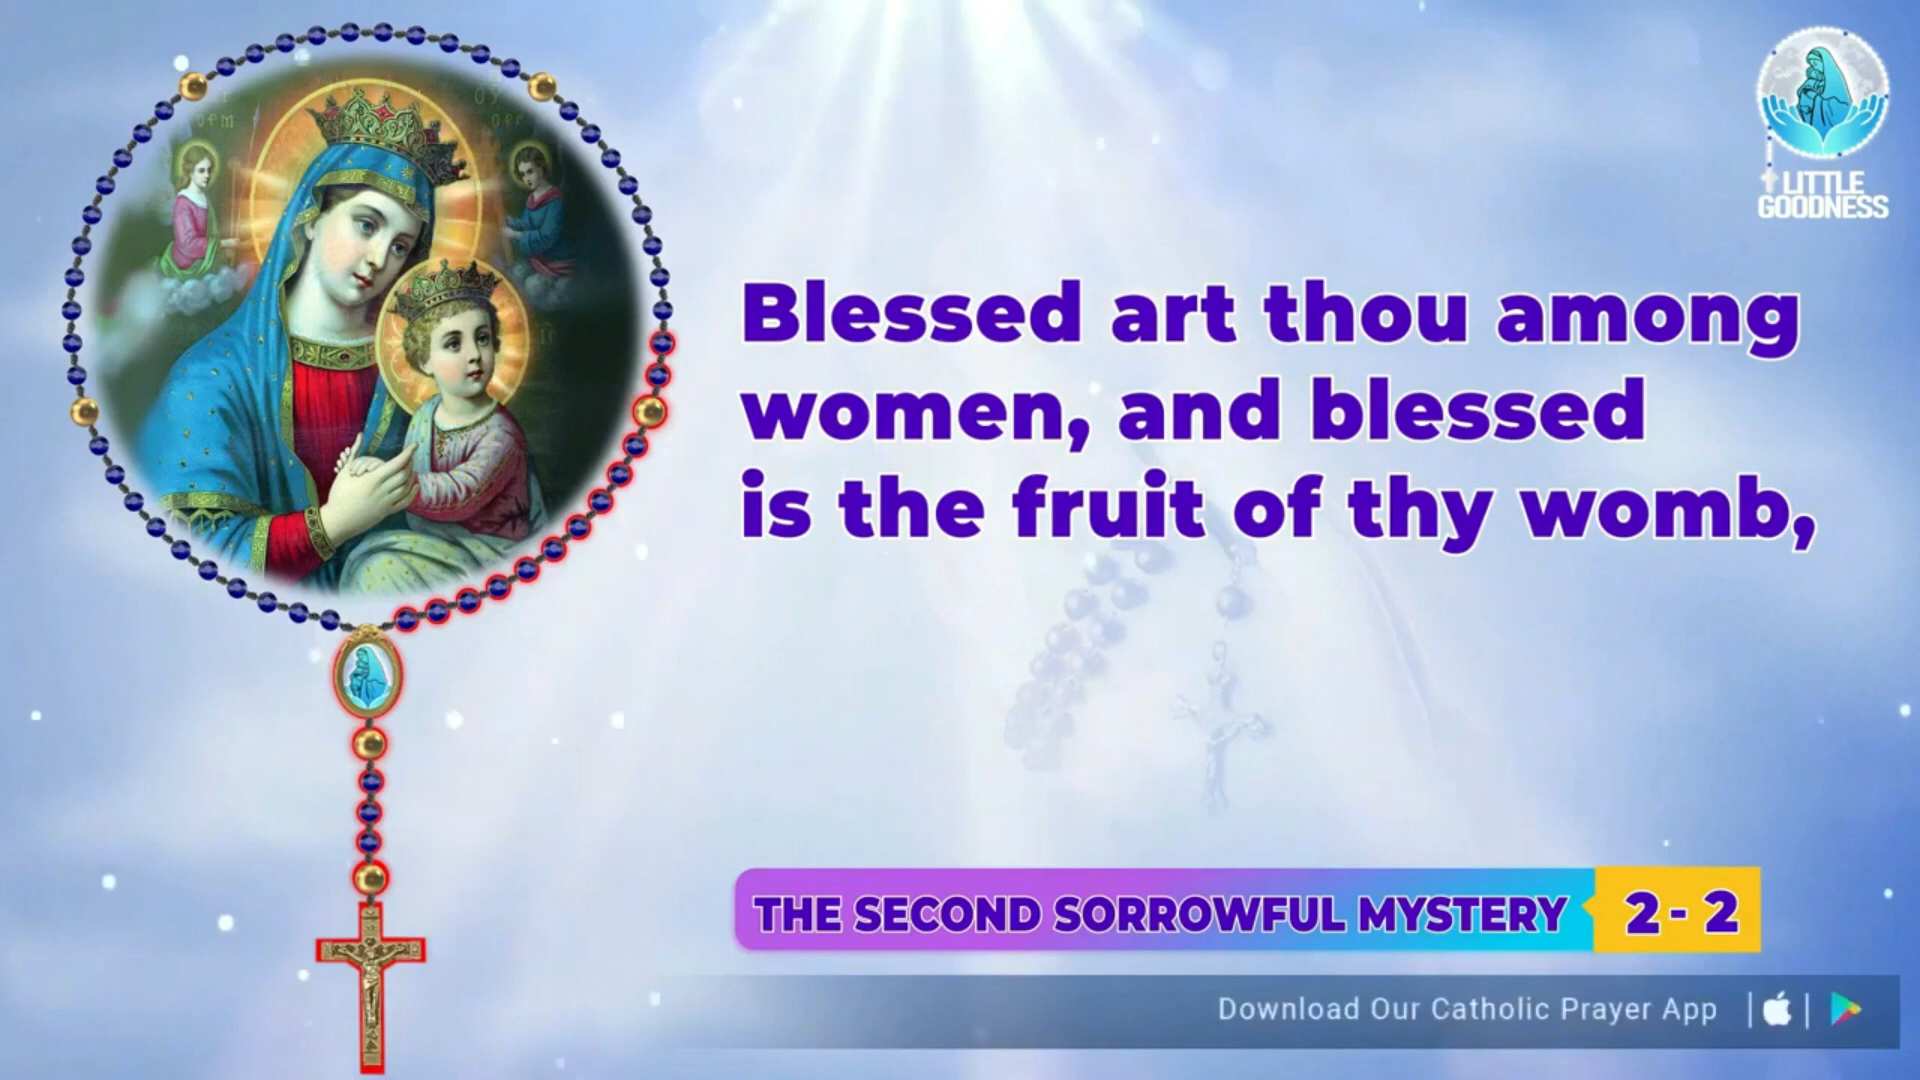 LITTLE
GOODNESS
Blessed art thou among
women, and blessed
is the fruit of thy womb,
THE SECOND SORROWFUL MYSTERY 2 - 2
Download Our Catholic Prayer App